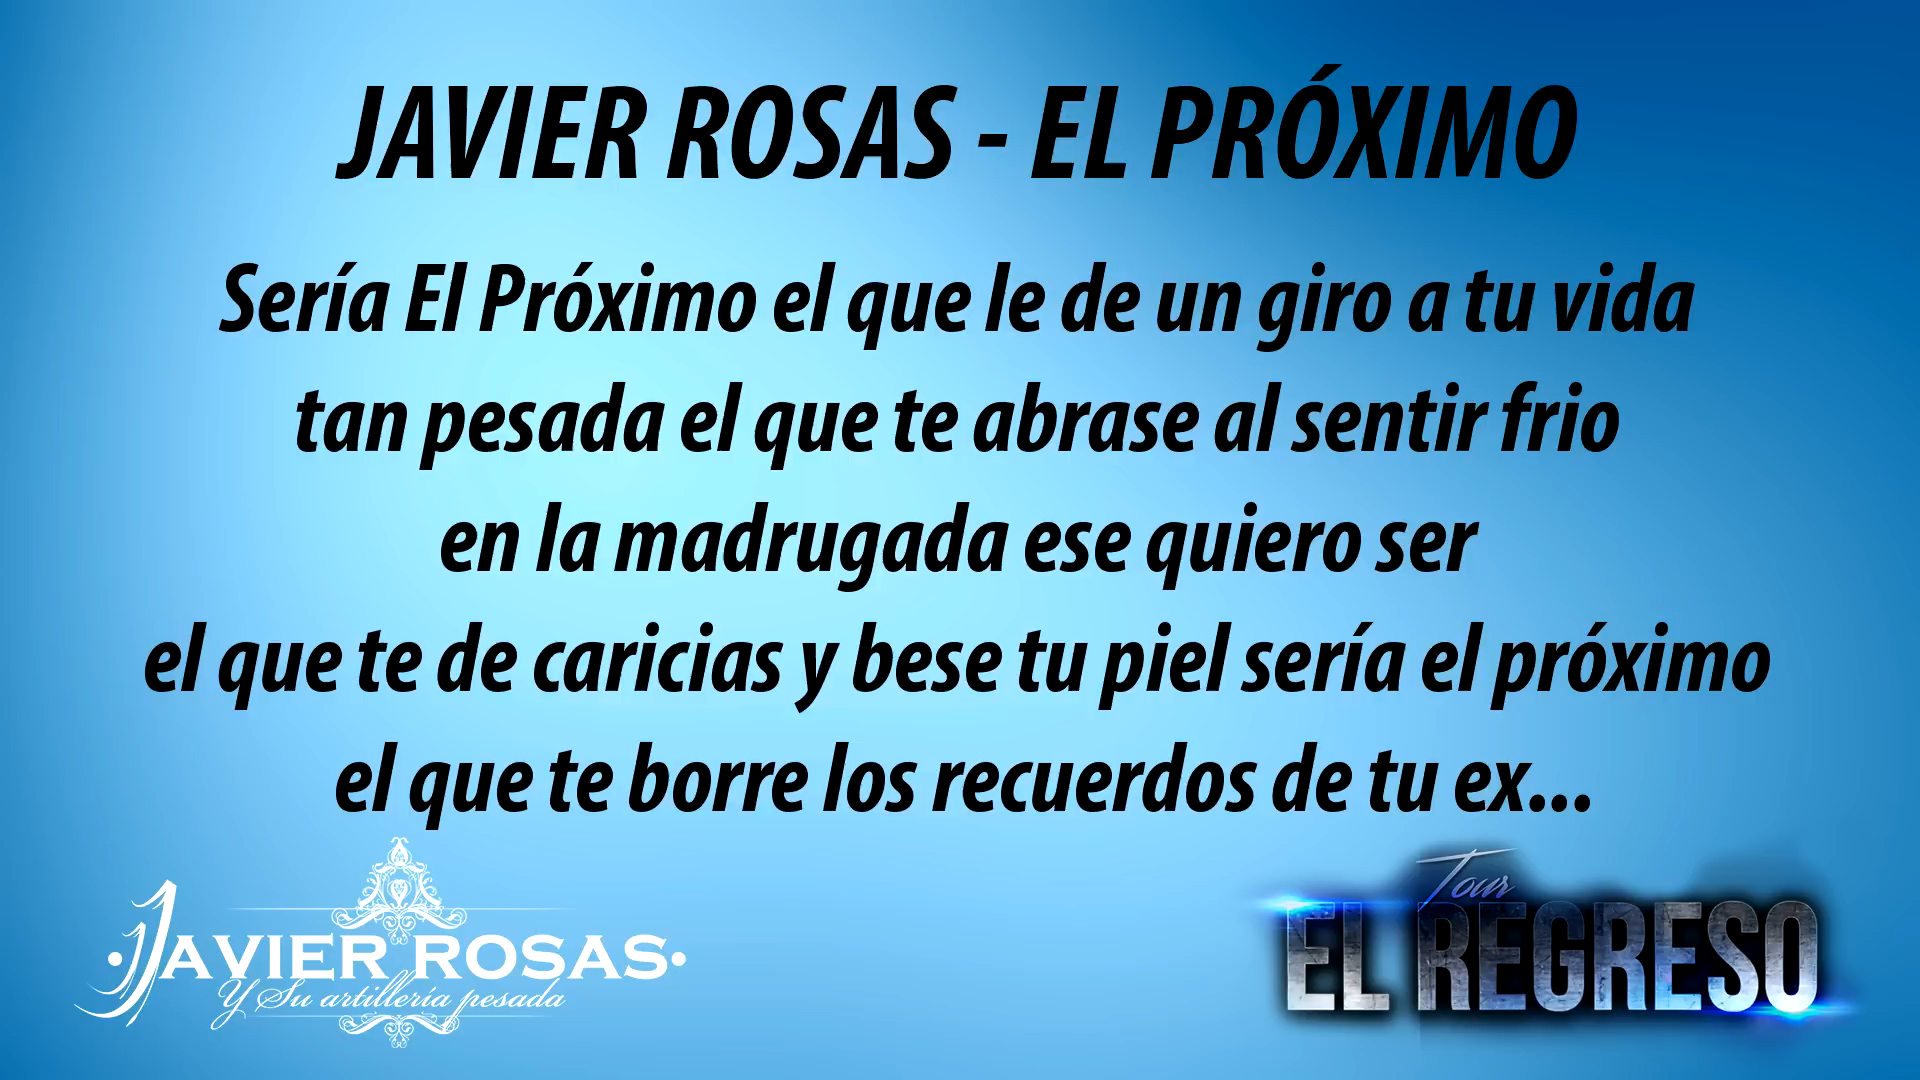 JAVIER ROSAS - EL PRÓXIMO
Sería El Próximo el que le de un giro a tu vida
tan pesada el que te abrase al sentir frio
en la madrugada ese quiero ser
el que te de caricias y bese tu piel sería el próximo
el que te borre los recuerdos de tu ex...
JAVIER ROSAS
Y Su artillería pesada
Tour
EL REGRESO